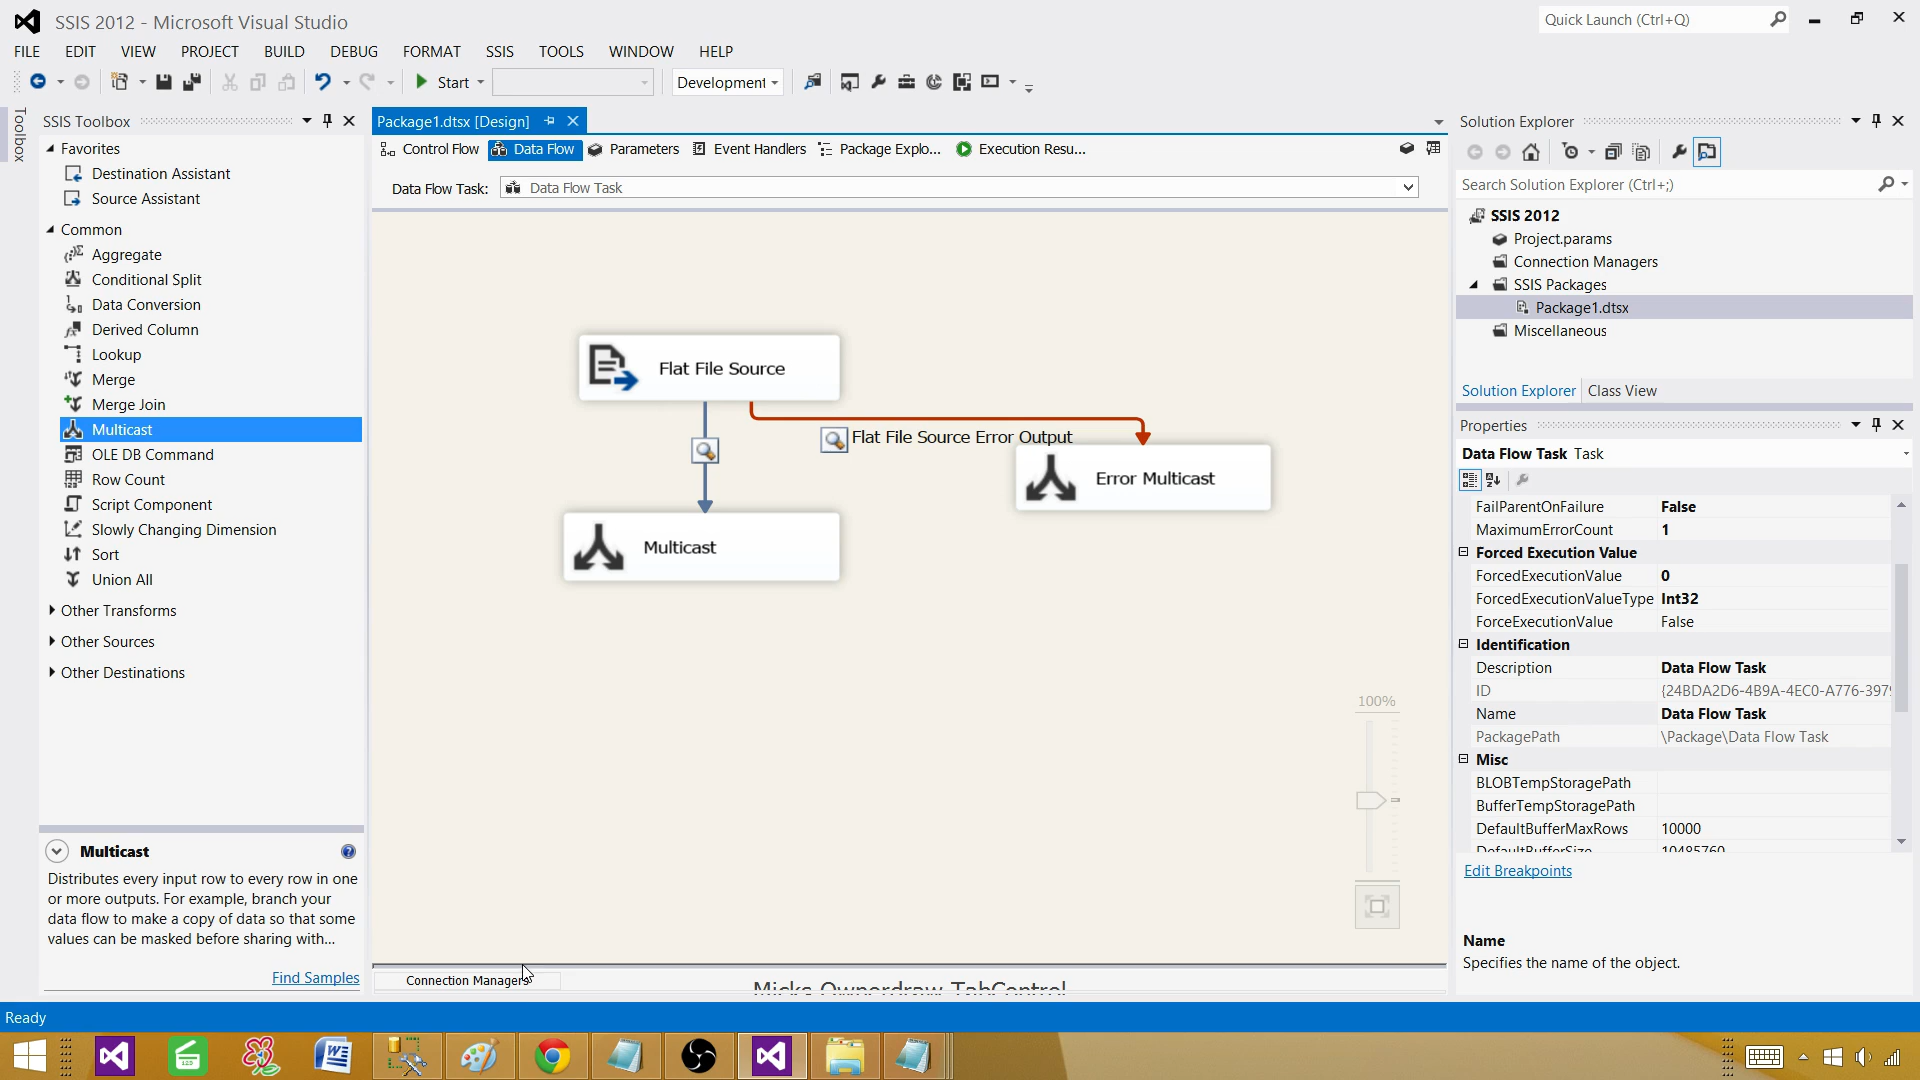 SSIS 2012 - Microsoft Visual Studio
Quick Launch (Ctrl+Q)
FILE EDIT VIEW PROJECT BUILD DEBUG FORMAT SSIS TOOLS WINDOW HELP
Start
Development
Toolbox
SSIS Toolbox
Favorites
Destination Assistant
Source Assistant
Common
Aggregate
Conditional Split
Data Conversion
Derived Column
Lookup
Merge
Merge Join
Multicast
OLE DB Command
Row Count
Script Component
Slowly Changing Dimension
Sort
Union All
Other Transforms
Other Sources
Other Destinations
Multicast
Distributes every input row to every row in one
or more outputs. For example, branch your
data flow to make a copy of data so that some
values can be masked before sharing with...
Find Samples
Package1.dtsx [Design]
Control Flow Data Flow Parameters Event Handlers Package Explo... Execution Resu...
Data Flow Task: Data Flow Task
Flat File Source
Flat File Source Error Output
Error Multicast
Multicast
100%
Connection Managers
Micks Ownerdraw TabControl
Solution Explorer
Search Solution Explorer (Ctrl+;)
SSIS 2012
Project.params
Connection Managers
SSIS Packages
Package1.dtsx
Miscellaneous
Solution Explorer Class View
Properties
Data Flow Task Task
FailParentOnFailure False
MaximumErrorCount 1
Forced Execution Value
ForcedExecutionValue 0
ForcedExecutionValueType Int32
ForceExecutionValue False
Identification
Description Data Flow Task
ID {24BDA2D6-4B9A-4EC0-A776-3979
Name Data Flow Task
PackagePath \Package\Data Flow Task
Misc
BLOBTempStoragePath
BufferTempStoragePath
DefaultBufferMaxRows 10000
DefaultBufferSize 10485760
Edit Breakpoints
Name
Specifies the name of the object.
Ready